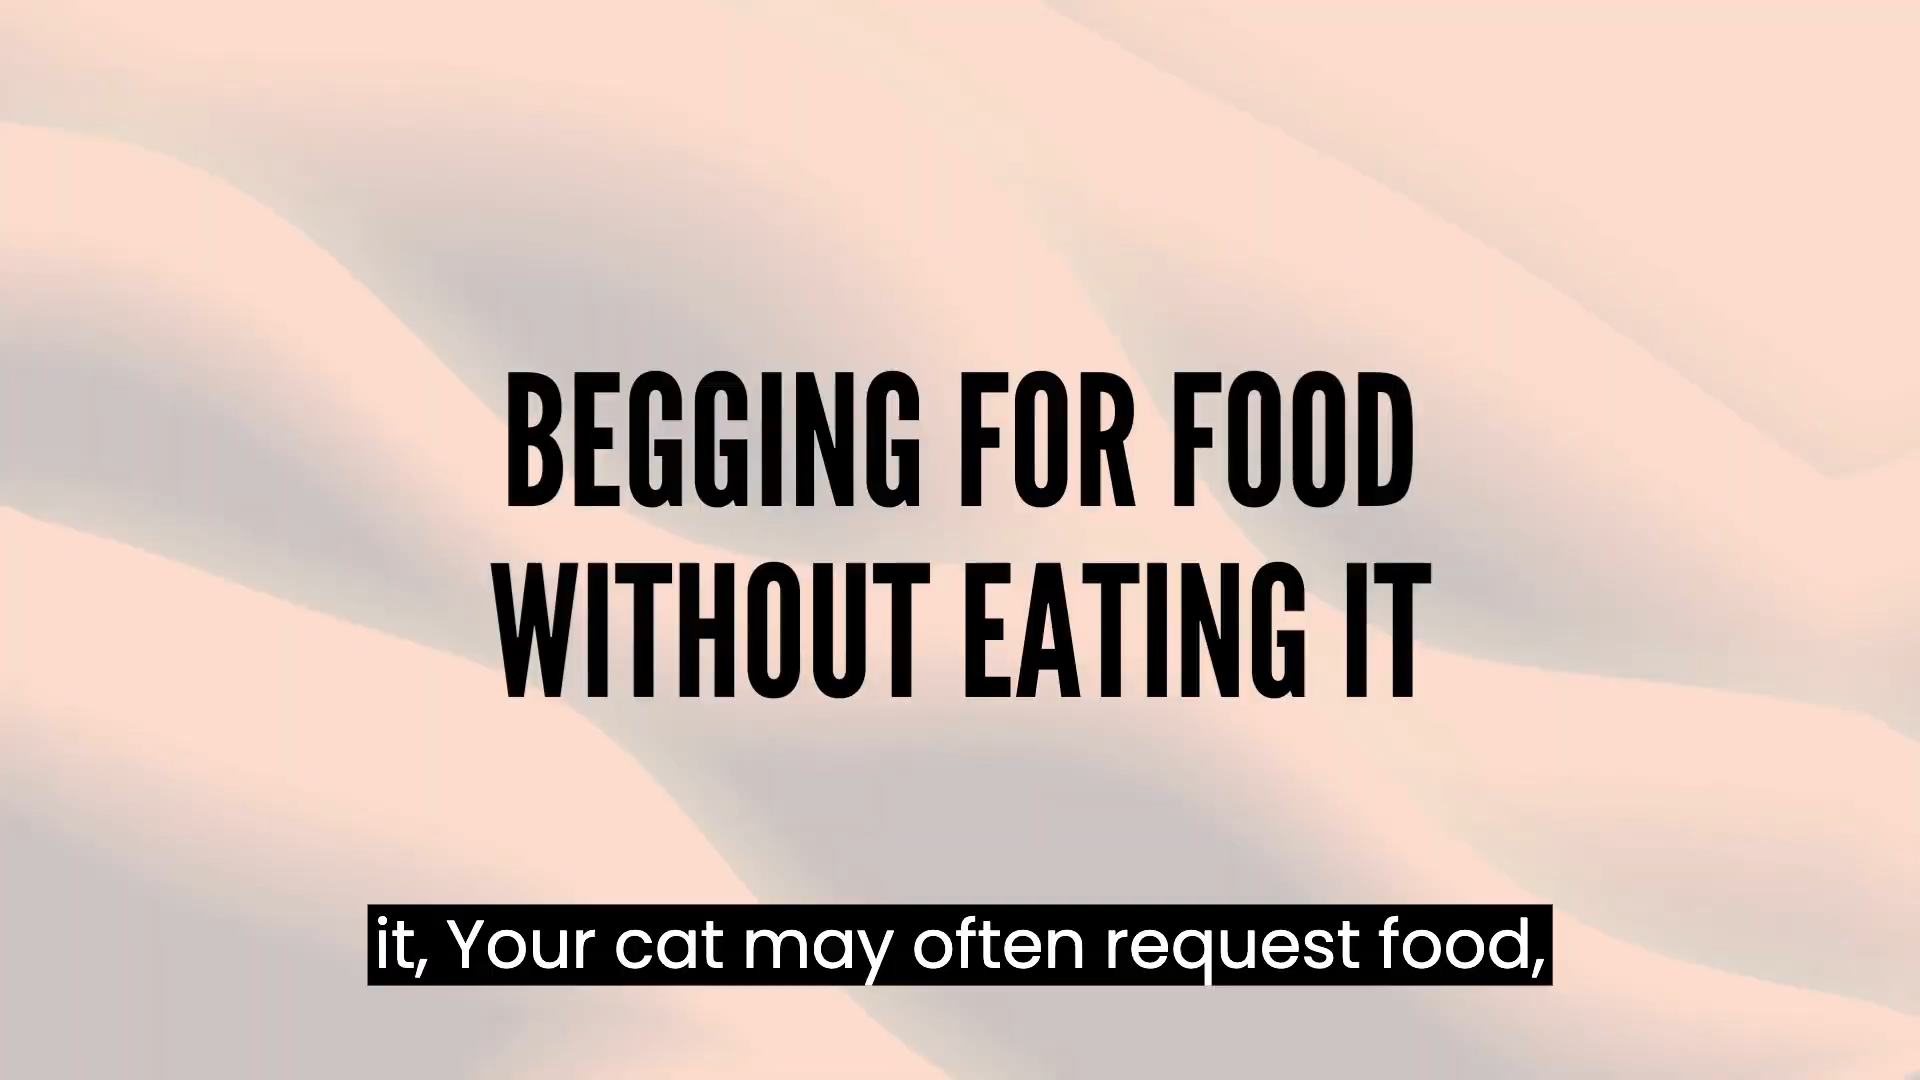 BEGGING FOR FOOD
WITHOUT EATING IT
it, Your cat may often request food,